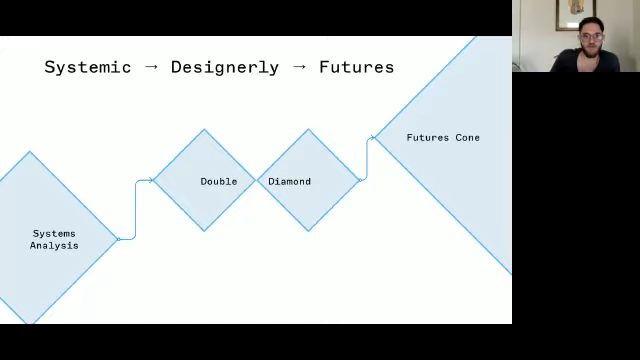 Systemic → Designerly → Futures
Futures Cone
Double Diamond
Systems
Analysis